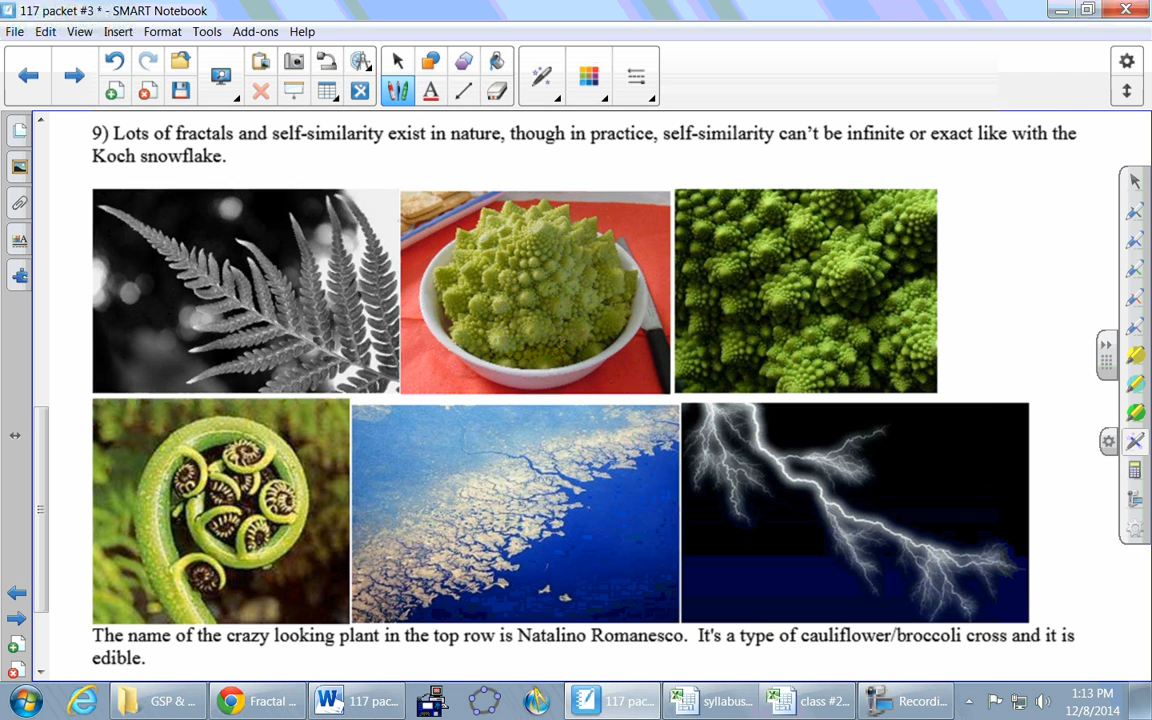 117 packet #3 * - SMART Notebook
File Edit View Insert Format Tools Add-ons Help
9) Lots of fractals and self-similarity exist in nature, though in practice, self-similarity can't be infinite or exact like with the
Koch snowflake.
The name of the crazy looking plant in the top row is Natalino Romanesco. It's a type of cauliflower/broccoli cross and it is
edible.
GSP & ... Fractal ... 117 pac... 117 pac... syllabus... class #2... Recordi... 1:13 PM
12/8/2014